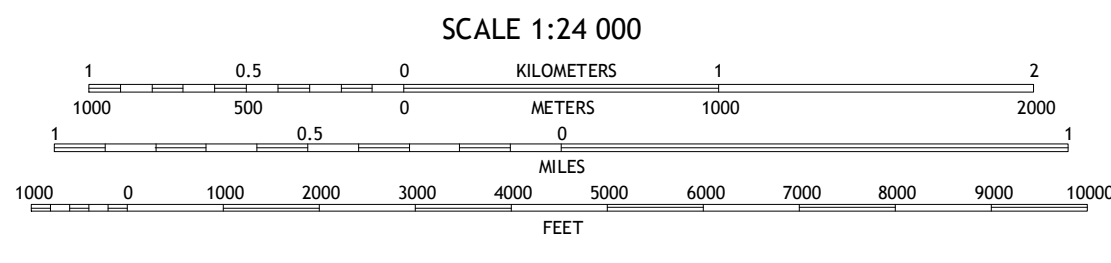 SCALE 1:24 000
1 0.5 0 KILOMETERS 1 2
1000 500 0 METERS 1000 2000
1 0.5 0 1
MILES
1000 0 1000 2000 3000 4000 5000 6000 7000 8000 9000 10000
FEET